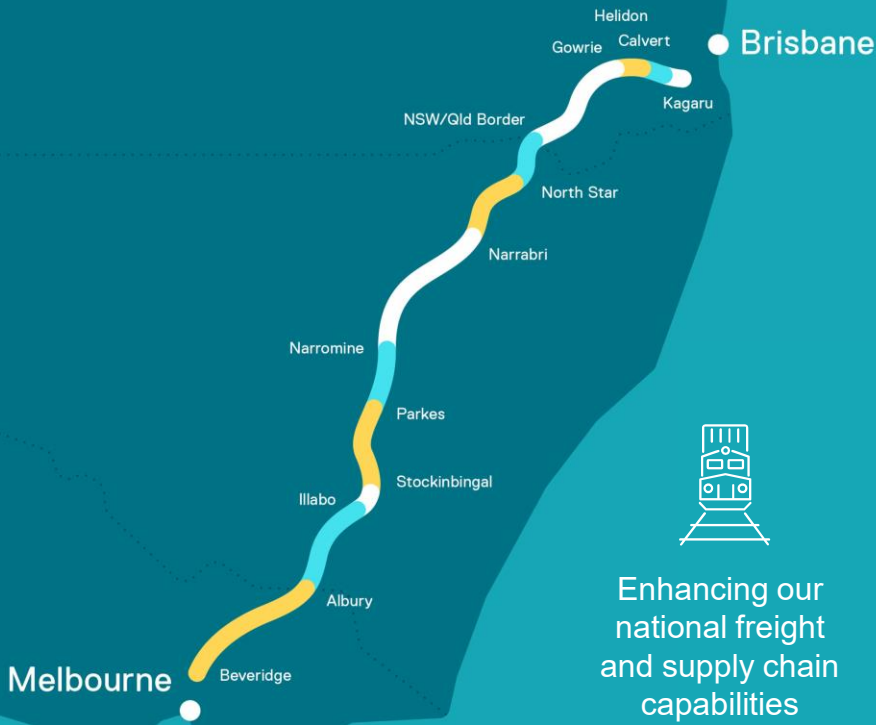 Helidon
Gowrie
Calvert
Brisbane
Kagaru
NSW/Qld Border
North Star
Narrabri
Narromine
Parkes
Stockinbingal
Illabo
Albury
Enhancing our
national freight
and supply chain
capabilities
Melbourne
Beveridge